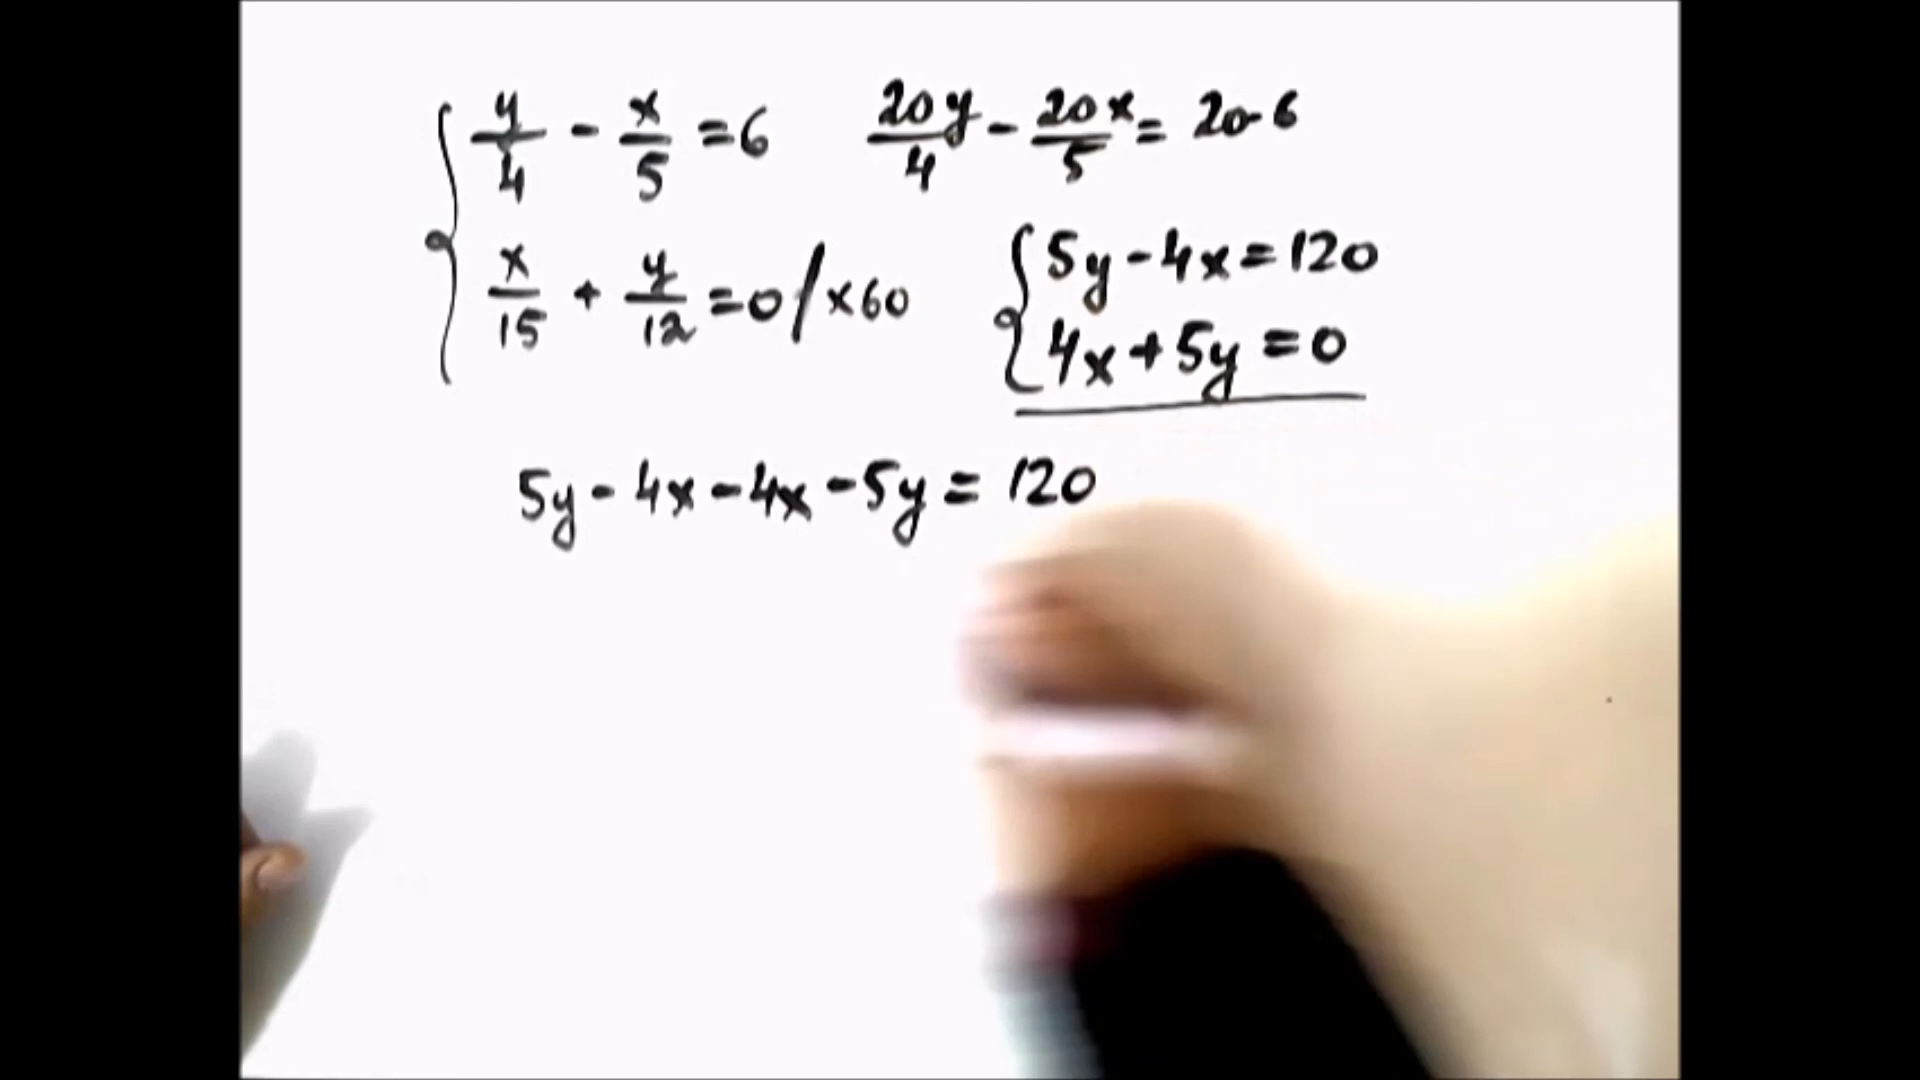 y/4 - x/5 = 6
20y/4 - 20x/5 = 20·6
x/15 + y/12 = 0 / ×60
5y - 4x = 120
4x + 5y = 0
5y - 4x - 4x - 5y = 120